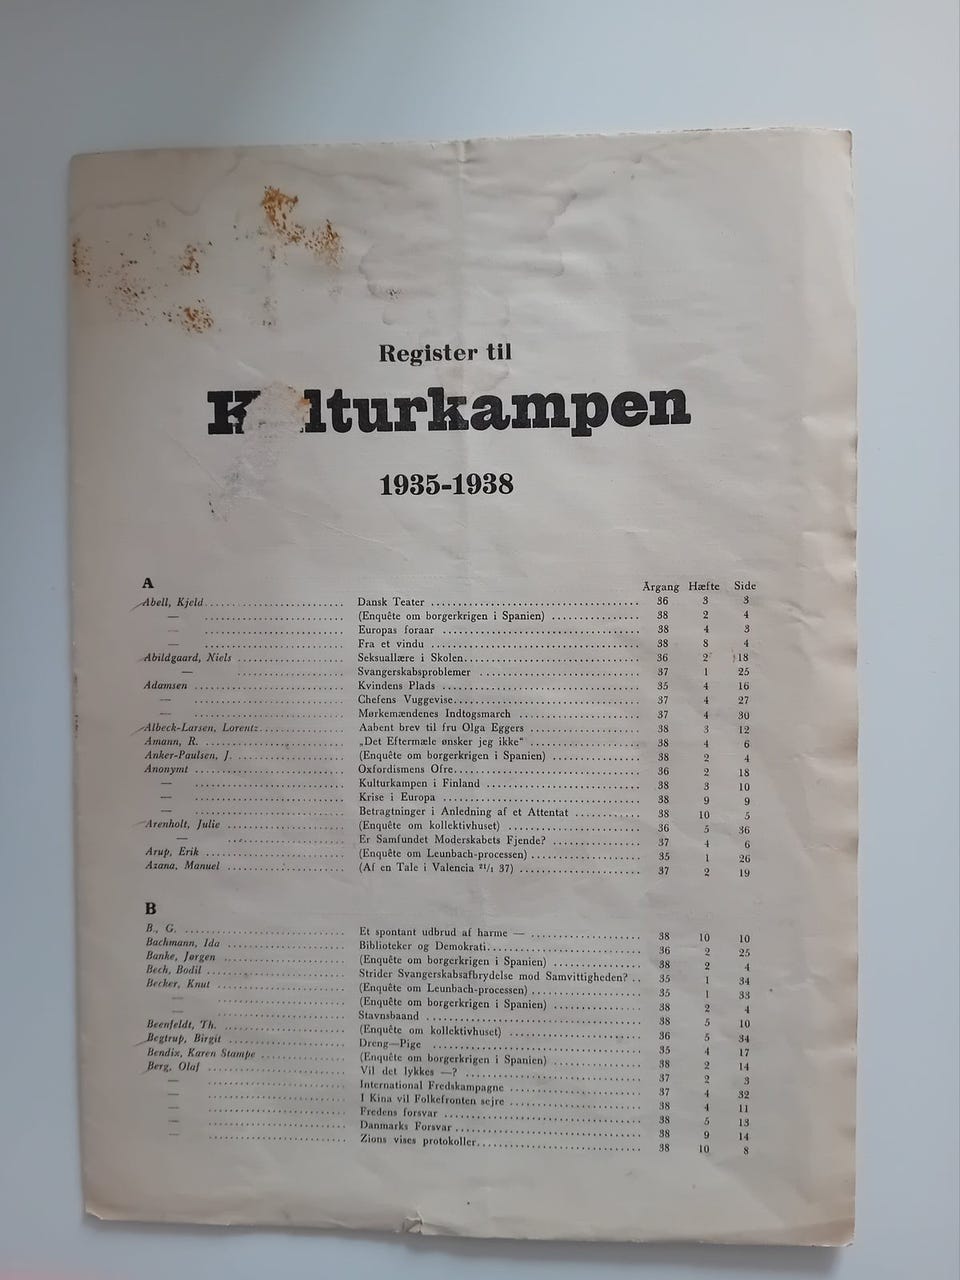 Register til
K lturkampen
1935-1938
A Årgang Hæfte Side
Abell, Kjeld.......... Dansk Teater .......... 36 3 3
— .......... (Enquête om borgerkrigen i Spanien) .......... 38 2 4
— .......... Europas foraar .......... 38 4 3
— .......... Fra et vindu .......... 38 8 4
Abildgaard, Niels .......... Seksuallære i Skolen.......... 36 2 18
— .......... Svangerskabsproblemer .......... 37 1 25
Adamsen .......... Kvindens Plads .......... 35 4 16
— .......... Chefens Vuggevise.......... 37 4 27
— .......... Mørkemændenes Indtogsmarch .......... 37 4 30
Albeck-Larsen, Lorentz.......... Aabent brev til fru Olga Eggers .......... 38 3 12
Amann, R. .......... „Det Eftermæle ønsker jeg ikke“ .......... 38 4 6
Anker-Paulsen, J. .......... (Enquête om borgerkrigen i Spanien) .......... 38 2 4
Anonymt .......... Oxfordismens Ofre.......... 36 2 18
— .......... Kulturkampen i Finland .......... 38 3 10
— .......... Krise i Europa .......... 38 9 9
— .......... Betragtninger i Anledning af et Attentat .......... 38 10 5
Arenholt, Julie .......... (Enquête om kollektivhuset) .......... 36 5 36
— .......... Er Samfundet Moderskabets Fjende? .......... 37 4 6
Arup, Erik .......... (Enquête om Leunbach-processen) .......... 35 1 26
Azana, Manuel .......... (Af en Tale i Valencia 21/1 37) .......... 37 2 19
B
B., G. .......... Et spontant udbrud af harme — .......... 38 10 10
Bachmann, Ida .......... Biblioteker og Demokrati.......... 36 2 25
Banke, Jørgen .......... (Enquête om borgerkrigen i Spanien) .......... 38 2 4
Bech, Bodil .......... Strider Svangerskabsafbrydelse mod Samvittigheden? .. 35 1 34
Becker, Knut .......... (Enquête om Leunbach-processen) .......... 35 1 33
— .......... (Enquête om borgerkrigen i Spanien) .......... 38 2 4
— .......... Stavnsbaand .......... 38 5 10
Beenfeldt, Th. .......... (Enquête om kollektivhuset) .......... 36 5 34
Begtrup, Birgit .......... Dreng—Pige .......... 35 4 17
Bendix, Karen Stampe .......... (Enquête om borgerkrigen i Spanien) .......... 38 2 14
Berg, Olaf .......... Vil det lykkes —? .......... 37 2 3
— .......... International Fredskampagne .......... 37 4 32
— .......... I Kina vil Folkefronten sejre .......... 38 4 11
— .......... Fredens forsvar .......... 38 5 13
— .......... Danmarks Forsvar .......... 38 9 14
— .......... Zions vises protokoller.......... 38 10 8